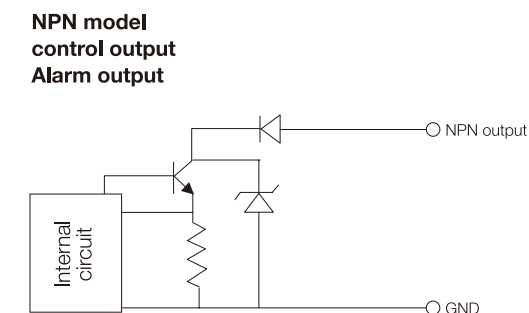 NPN model
control output
Alarm output
NPN output
Internal
circuit
GND